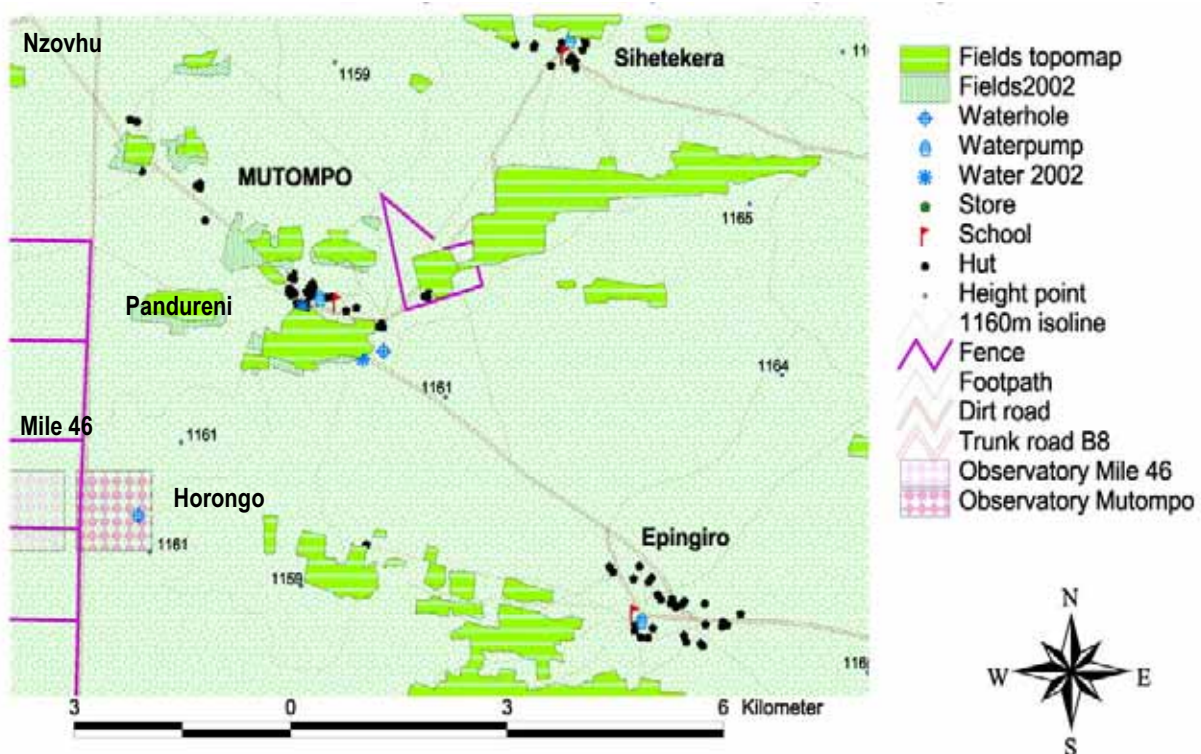 Nzovhu
Sihetekera
1159
MUTOMPO
1165
Pandureni
1164
1161
Mile 46
1161
Horongo
1161
Epingiro
1159
3 0 3 6 Kilometer
Fields topomap
Fields2002
Waterhole
Waterpump
Water 2002
Store
School
Hut
Height point
1160m isoline
Fence
Footpath
Dirt road
Trunk road B8
Observatory Mile 46
Observatory Mutompo
N
W E
S